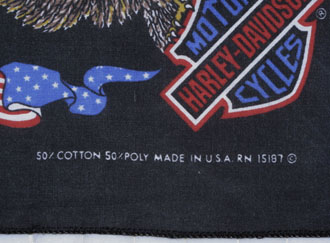 MOTOR
HARLEY-DAVIDSON
CYCLES
50% COTTON 50% POLY MADE IN U.S.A. RN 15187 ©